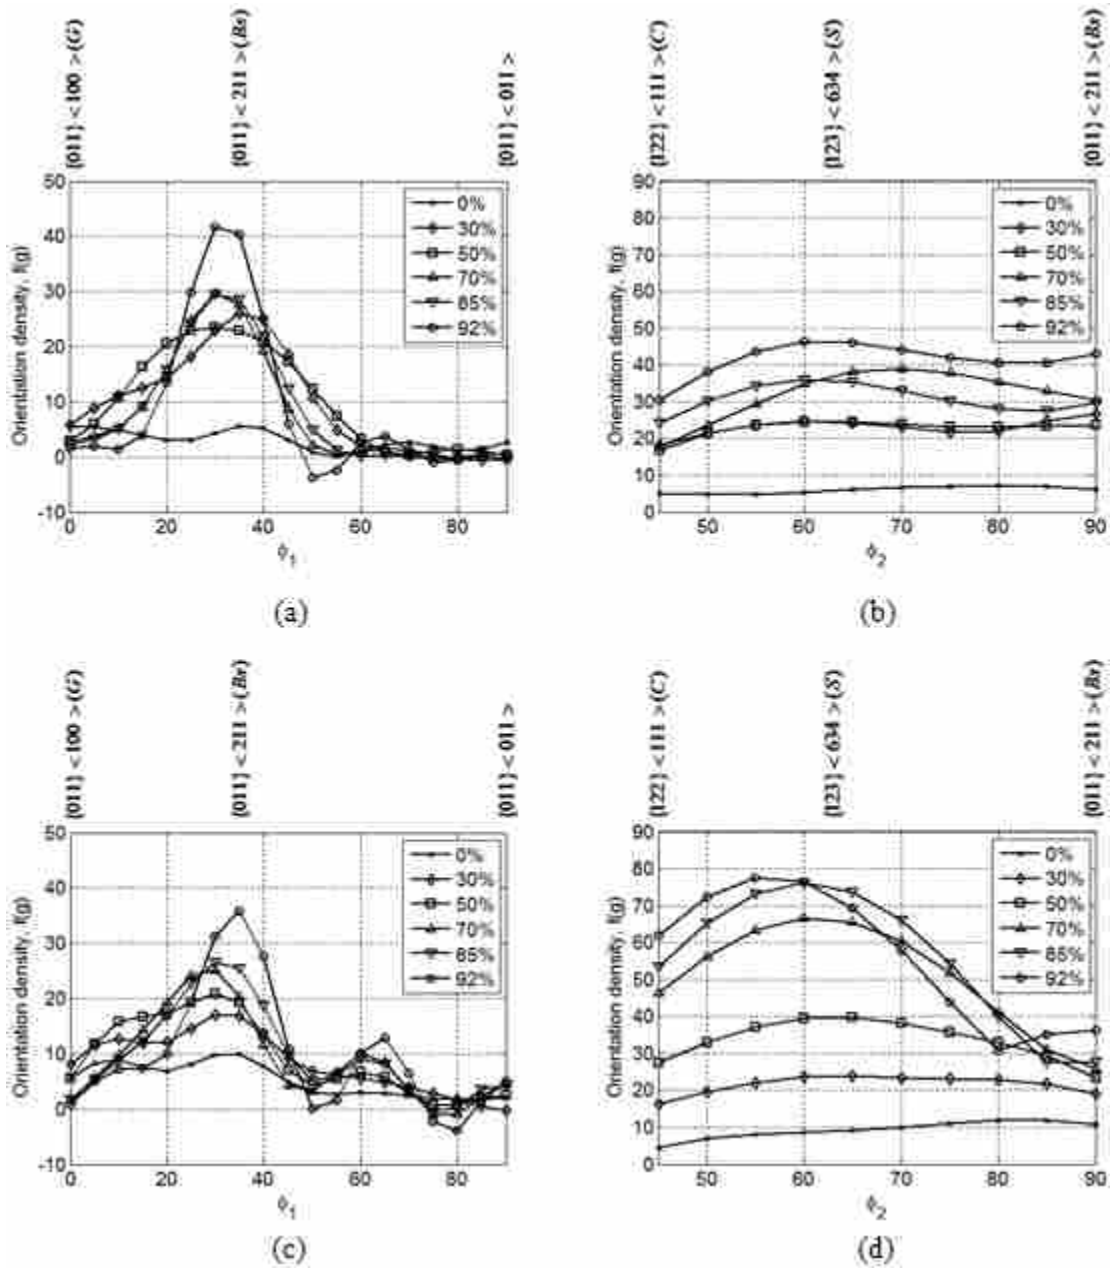 {011} < 100 >(G)
{011} < 211 >(Bs)
{011} < 011 >
50
40
30
20
10
0
-10
Orientation density, f(g)
0%
30%
50%
70%
85%
92%
0 20 40 60 80
ϕ1
(a)
{122} < 111 >(C)
{123} < 634 >(S)
{011} < 211 >(Bs)
90
80
70
60
50
40
30
20
10
0
Orientation density, f(g)
0%
30%
50%
70%
85%
92%
50 60 70 80 90
ϕ2
(b)
{011} < 100 >(G)
{011} < 211 >(Bs)
{011} < 011 >
50
40
30
20
10
0
-10
Orientation density, f(g)
0%
30%
50%
70%
85%
92%
0 20 40 60 80
ϕ1
(c)
{122} < 111 >(C)
{123} < 634 >(S)
{011} < 211 >(Bs)
90
80
70
60
50
40
30
20
10
0
Orientation density, f(g)
0%
30%
50%
70%
85%
92%
50 60 70 80 90
ϕ2
(d)